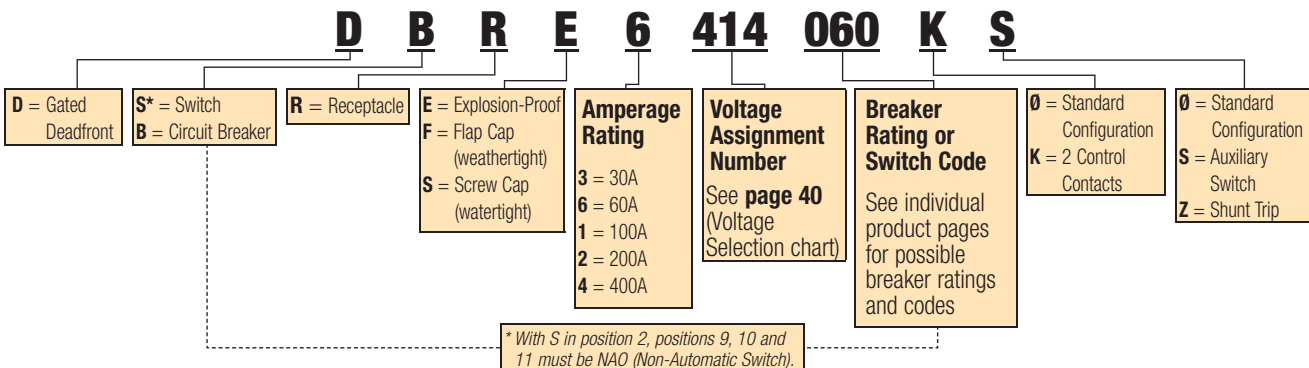 D B R E 6 414 060 K S
D = Gated
Deadfront
S* = Switch
B = Circuit Breaker
R = Receptacle
E = Explosion-Proof
F = Flap Cap
(weathertight)
S = Screw Cap
(watertight)
Amperage
Rating
3 = 30A
6 = 60A
1 = 100A
2 = 200A
4 = 400A
Voltage
Assignment
Number
See page 40
(Voltage
Selection chart)
Breaker
Rating or
Switch Code
See individual
product pages
for possible
breaker ratings
and codes
Ø = Standard
Configuration
K = 2 Control
Contacts
Ø = Standard
Configuration
S = Auxiliary
Switch
Z = Shunt Trip
* With S in position 2, positions 9, 10 and
11 must be NAO (Non-Automatic Switch).